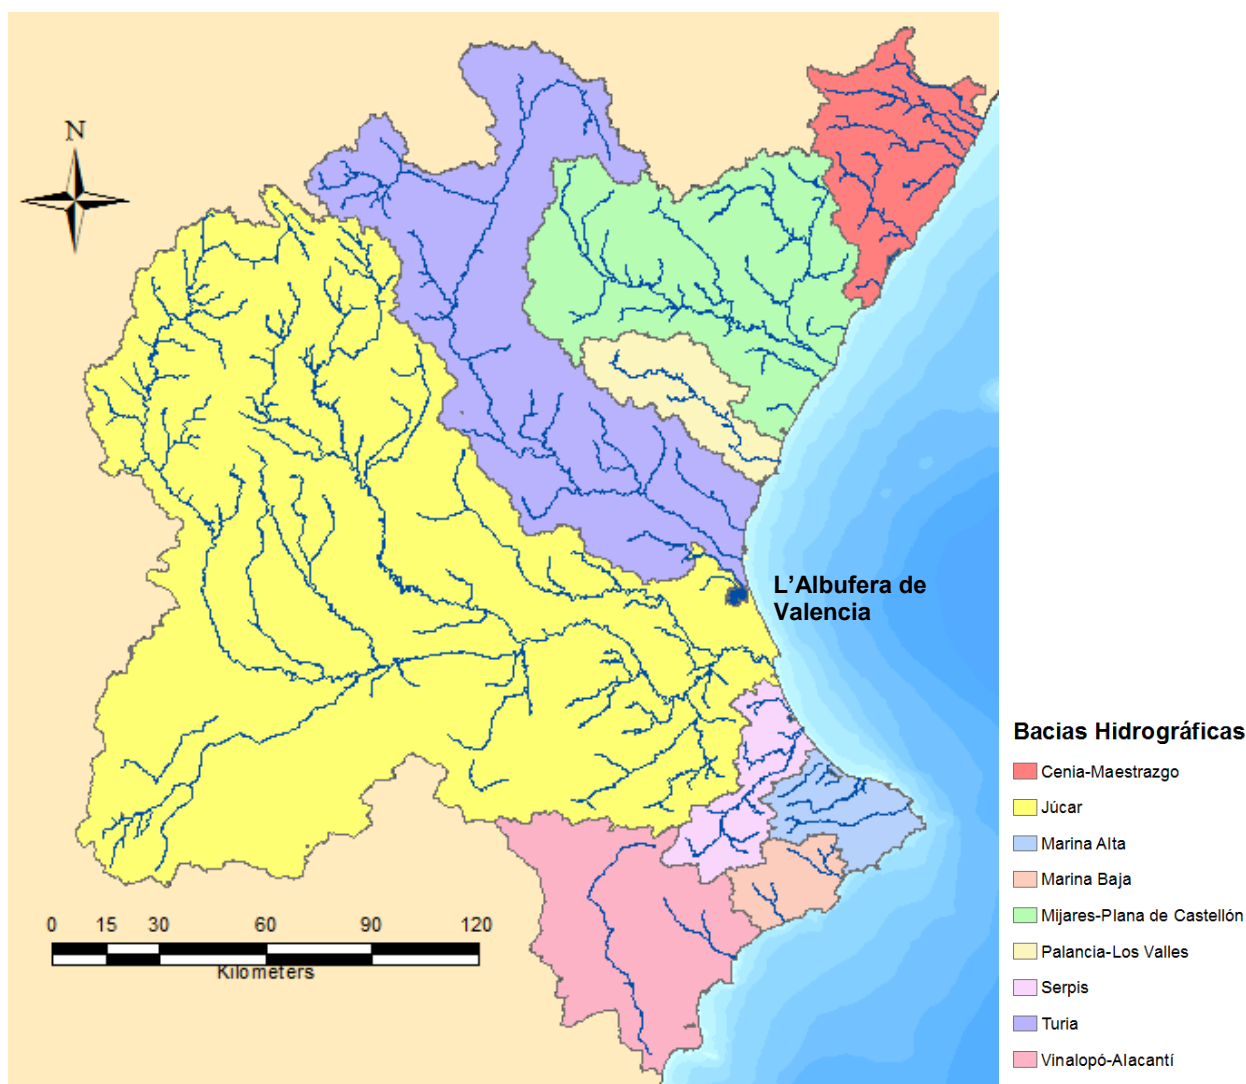 N
L'Albufera de
Valencia
0 15 30 60 90 120
Kilometers
Bacias Hidrográficas
Cenia-Maestrazgo
Júcar
Marina Alta
Marina Baja
Mijares-Plana de Castellón
Palancia-Los Valles
Serpis
Turia
Vinalopó-Alacantí